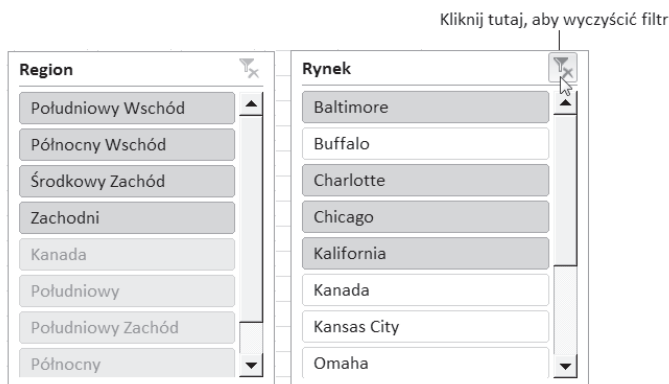 Kliknij tutaj, aby wyczyścić filtr
Region
Południowy Wschód
Północny Wschód
Środkowy Zachód
Zachodni
Kanada
Południowy
Południowy Zachód
Północny
Rynek
Baltimore
Buffalo
Charlotte
Chicago
Kalifornia
Kanada
Kansas City
Omaha